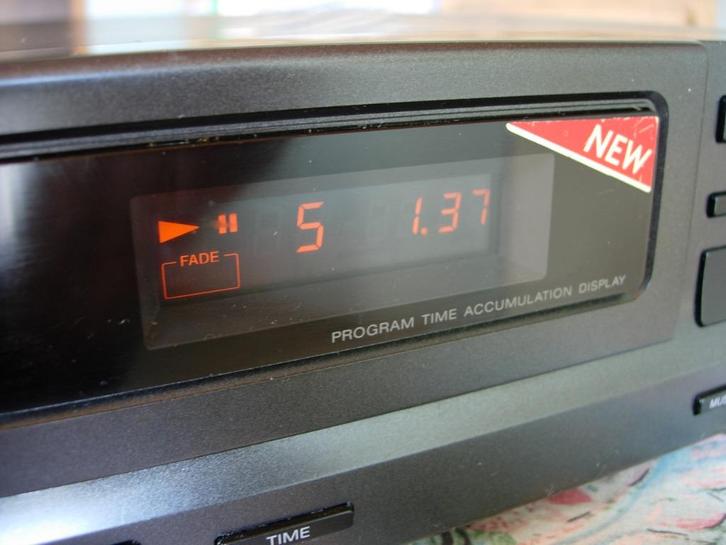 NEW
5 1.37
FADE
PROGRAM TIME ACCUMULATION DISPLAY
TIME